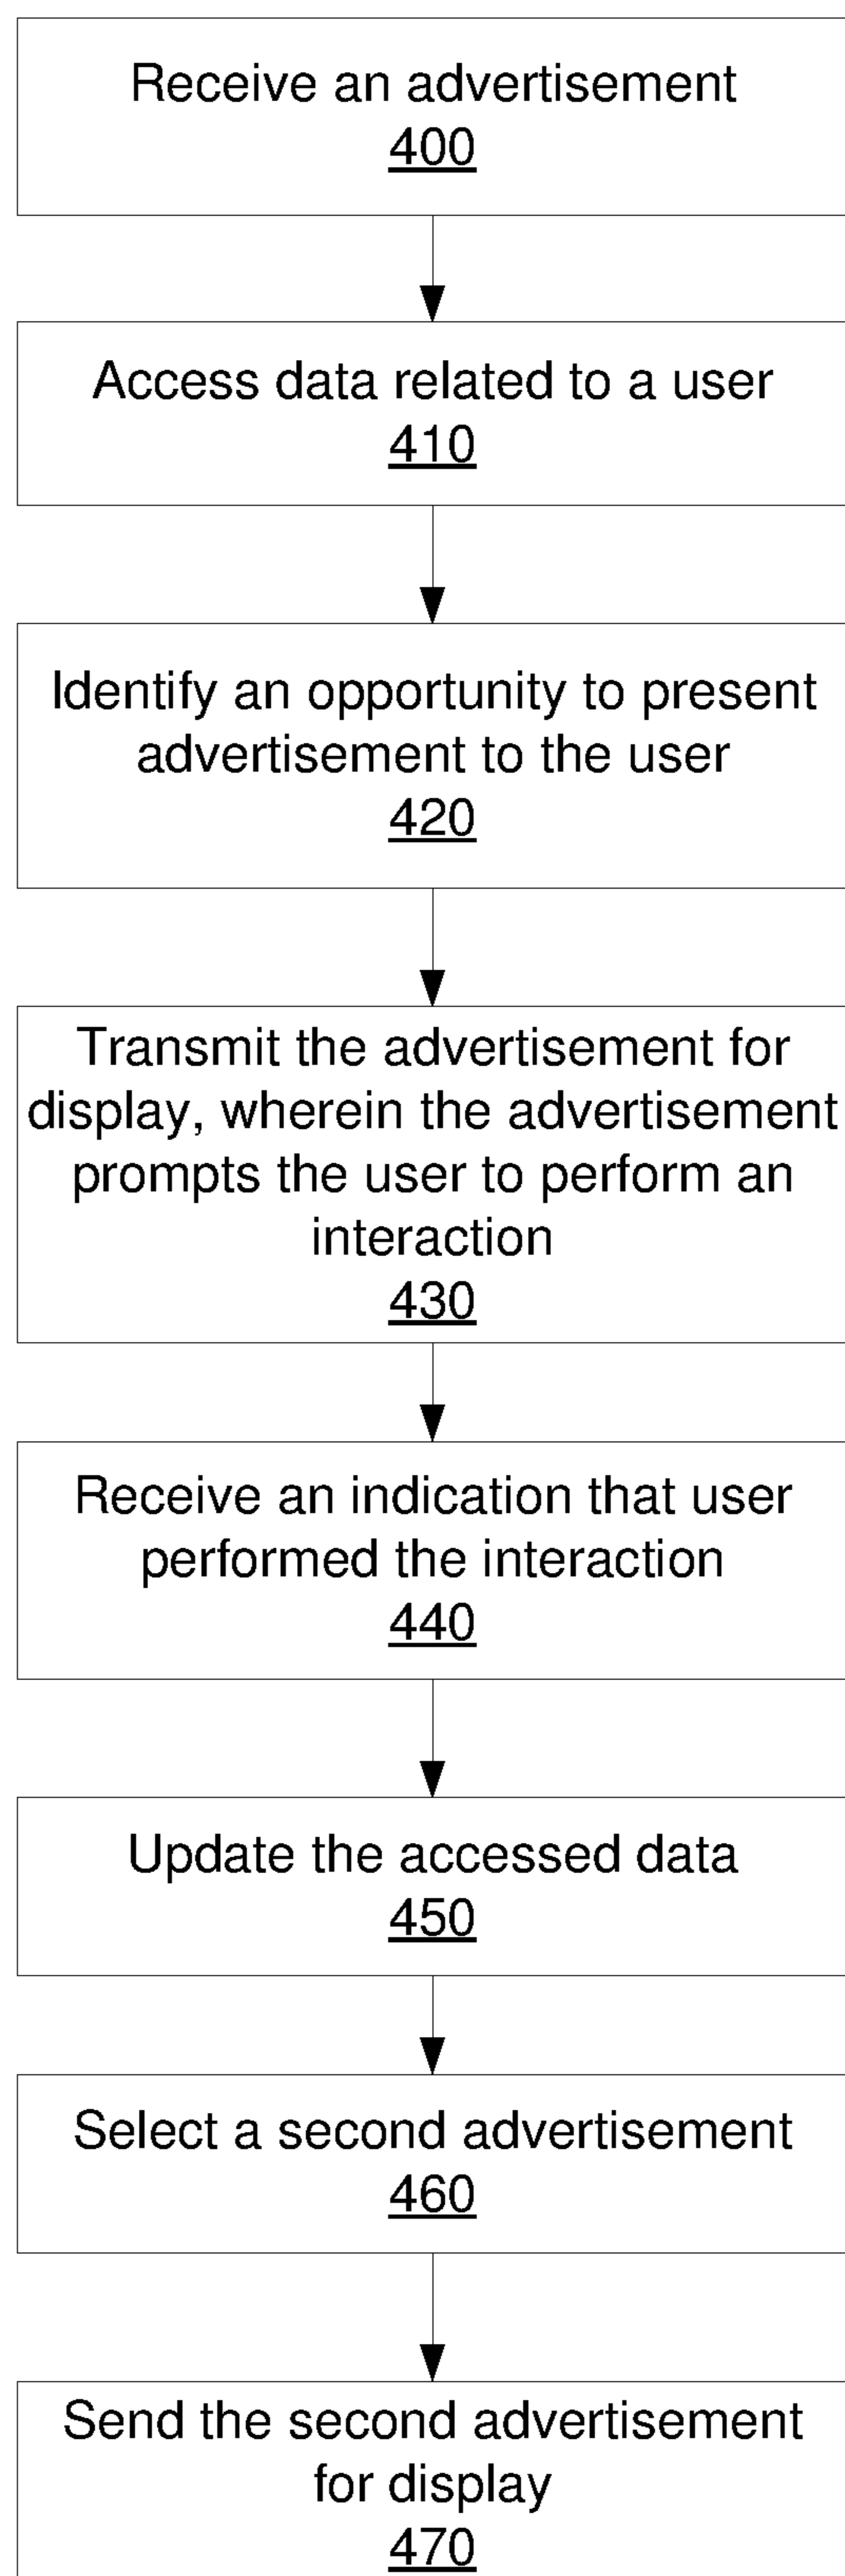 Receive an advertisement
400
Access data related to a user
410
Identify an opportunity to present
advertisement to the user
420
Transmit the advertisement for
display, wherein the advertisement
prompts the user to perform an
interaction
430
Receive an indication that user
performed the interaction
440
Update the accessed data
450
Select a second advertisement
460
Send the second advertisement
for display
470